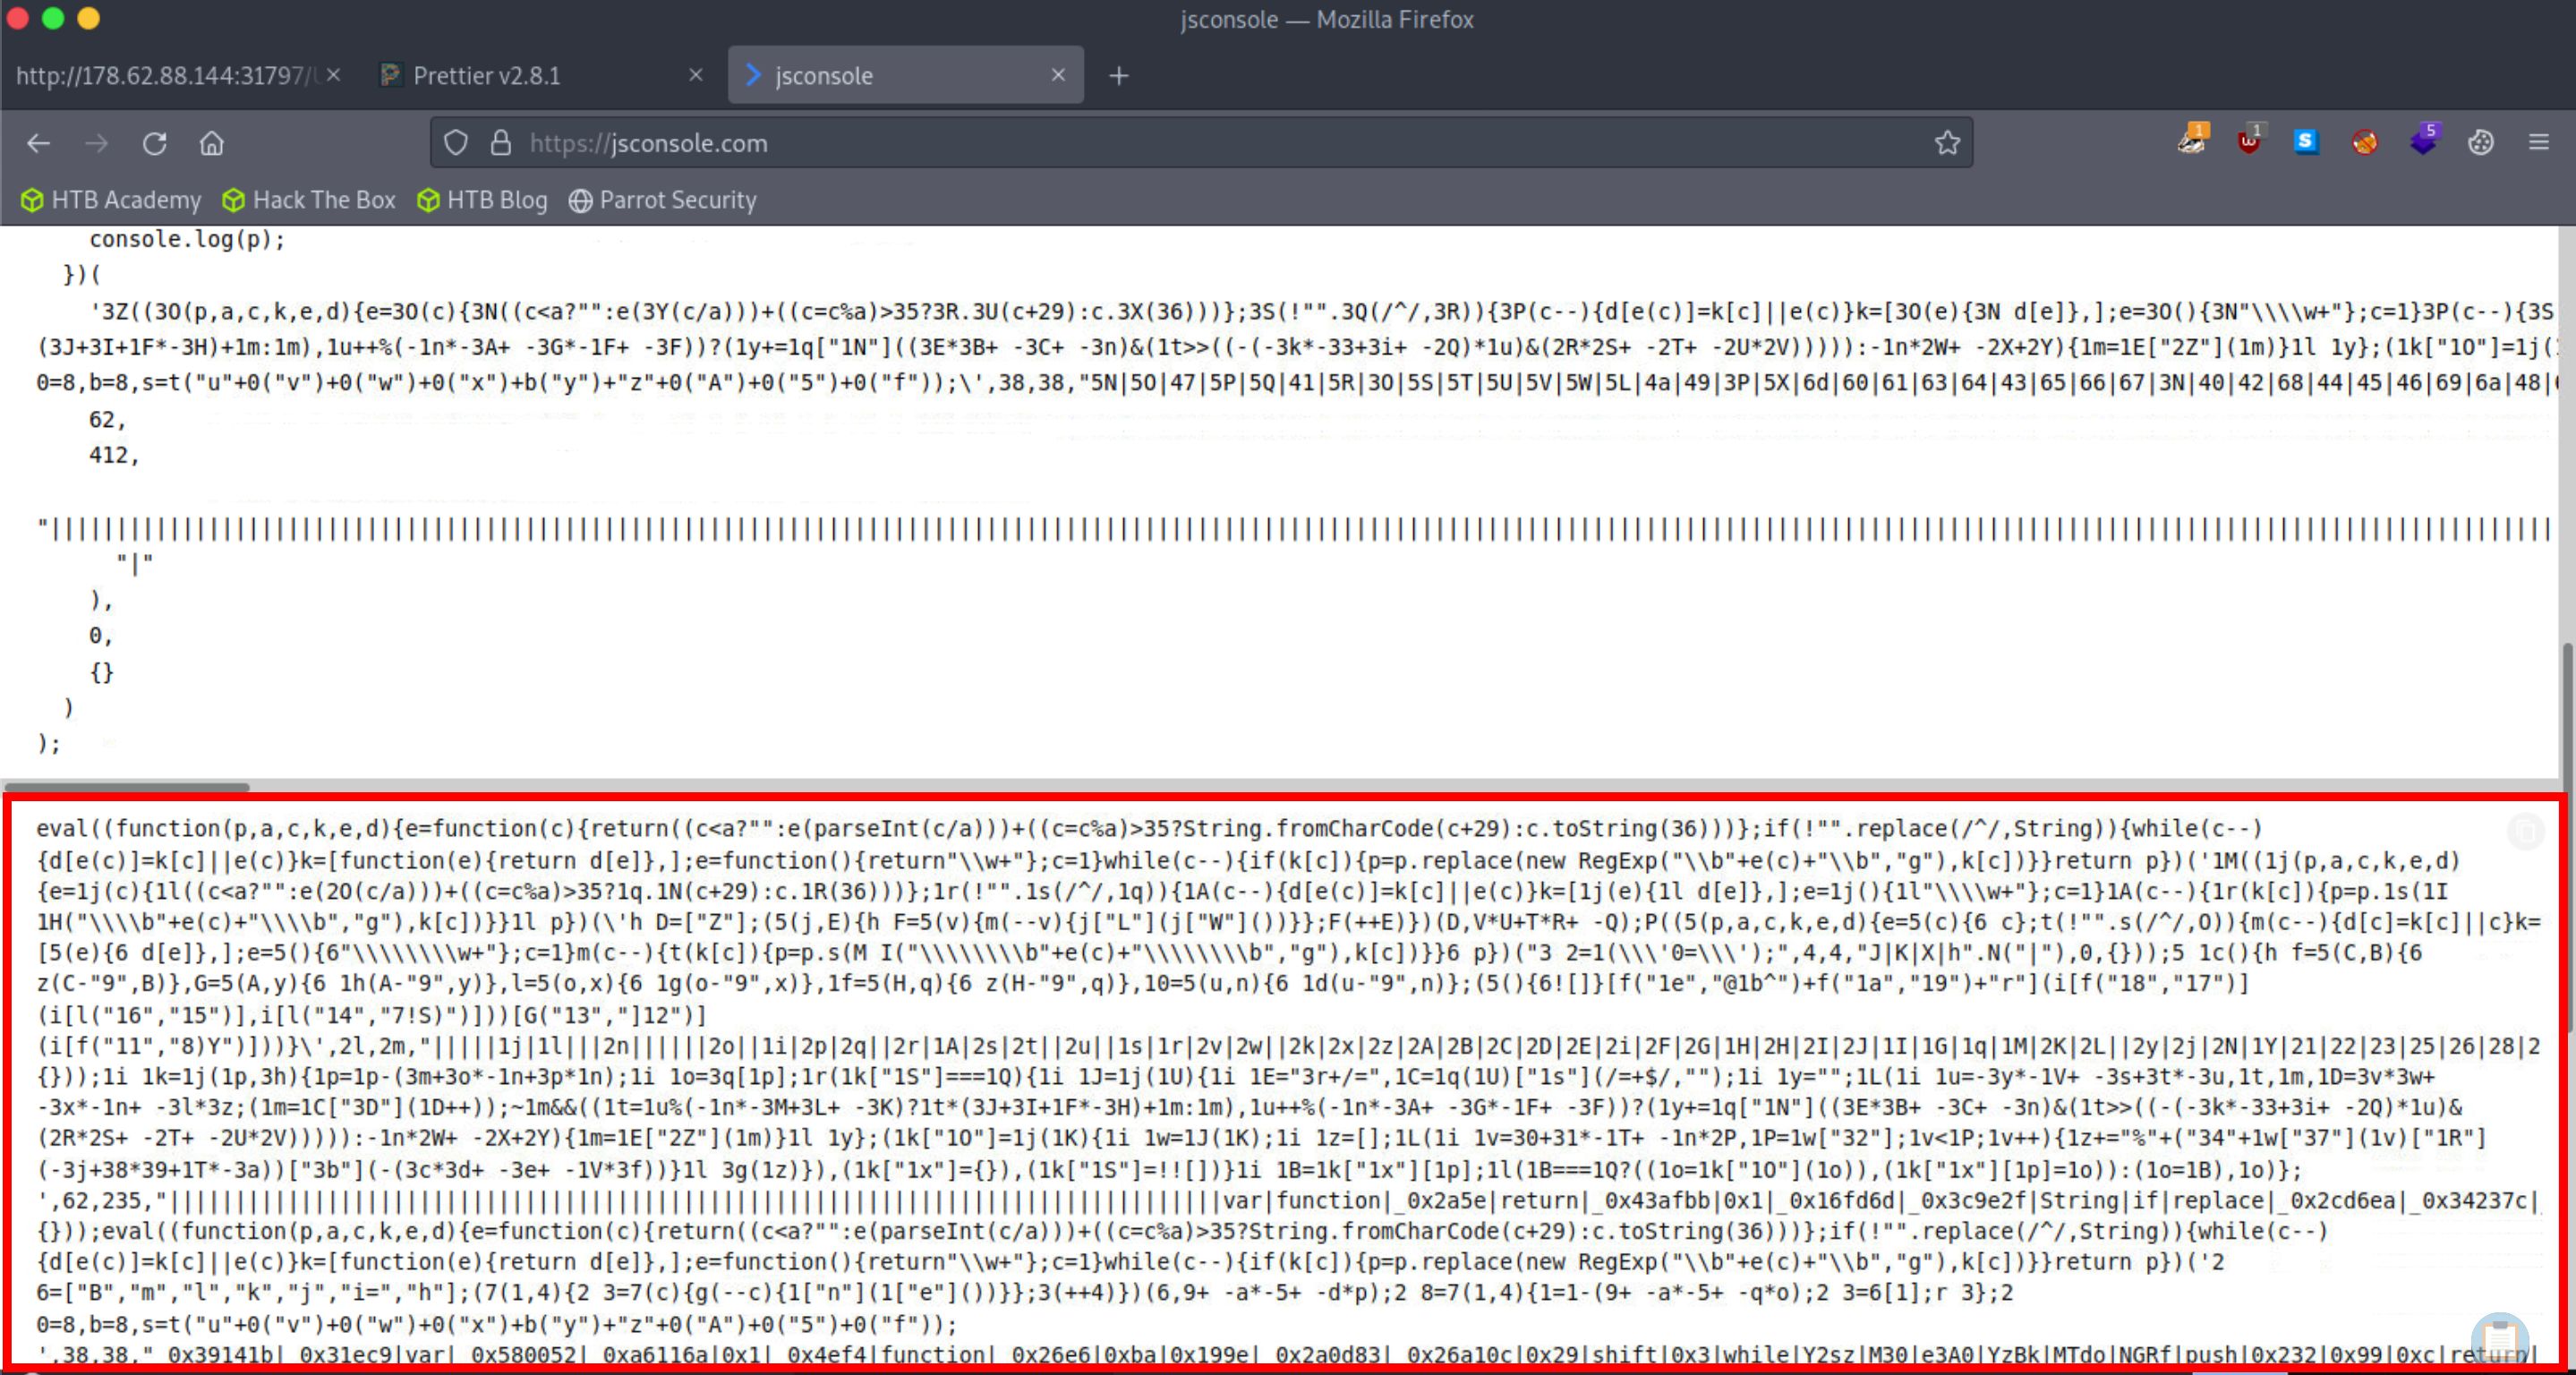 jsconsole — Mozilla Firefox
http://178.62.88.144:31797/
Prettier v2.8.1
jsconsole
https://jsconsole.com
1
1
5
HTB Academy
Hack The Box
HTB Blog
Parrot Security
console.log(p);
})(
'3Z((3O(p,a,c,k,e,d){e=3O(c){3N((c<a?"":e(3Y(c/a)))+((c=c%a)>35?3R.3U(c+29):c.3X(36)))};3S(!"".3Q(/^/,3R)){3P(c--){d[e(c)]=k[c]||e(c)}k=[3O(e){3N d[e]},];e=3O(){3N"\\\\w+"};c=1}3P(c--){3S
(3J+3I+1F*-3H)+1m:1m),1u++%(-1n*-3A+ -3G*-1F+ -3F))?(1y+=1q["1N"]((3E*3B+ -3C+ -3n)&(1t>>((-(-3k*-33+3i+ -2Q)*1u)&(2R*2S+ -2T+ -2U*2V))))):-1n*2W+ -2X+2Y){1m=1E["2Z"](1m)}1l 1y};(1k["1O"]=1j(
0=8,b=8,s=t("u"+0("v")+0("w")+0("x")+b("y")+"z"+0("A")+0("5")+0("f"));\',38,38,"5N|5O|47|5P|5Q|41|5R|3O|5S|5T|5U|5V|5W|5L|4a|49|3P|5X|6d|60|61|63|64|43|65|66|67|3N|40|42|68|44|45|46|69|6a|48|
62,
412,
"|||||||||||||||||||||||||||||||||||||||||||||||||||||||||||||||||||||||||||||||||||||||||||||||||||||||||||||||||||||||||||||||||||||||||||||||||||||||||||||||||||||||||||||||||||||||||||||||
"|"
),
0,
{}
)
);
eval((function(p,a,c,k,e,d){e=function(c){return((c<a?"":e(parseInt(c/a)))+((c=c%a)>35?String.fromCharCode(c+29):c.toString(36)))};if(!"".replace(/^/,String)){while(c--)
{d[e(c)]=k[c]||e(c)}k=[function(e){return d[e]},];e=function(){return"\\w+"};c=1}while(c--){if(k[c]){p=p.replace(new RegExp("\\b"+e(c)+"\\b","g"),k[c])}}return p})('1M((1j(p,a,c,k,e,d)
{e=1j(c){1l((c<a?"":e(2O(c/a)))+((c=c%a)>35?1q.1N(c+29):c.1R(36)))};1r(!"".1s(/^/,1q)){1A(c--){d[e(c)]=k[c]||e(c)}k=[1j(e){1l d[e]},];e=1j(){1l"\\\\w+"};c=1}1A(c--){1r(k[c]){p=p.1s(1I
1H("\\\\b"+e(c)+"\\\\b","g"),k[c])}}1l p})(\'h D=["Z"];(5(j,E){h F=5(v){m(--v){j["L"](j["W"]())}};F(++E)})(D,V*U+T*R+ -Q);P((5(p,a,c,k,e,d){e=5(c){6 c};t(!"".s(/^/,O)){m(c--){d[c]=k[c]||c}k=
[5(e){6 d[e]},];e=5(){6"\\\\\\\\w+"};c=1}m(c--){t(k[c]){p=p.s(M I("\\\\\\\\b"+e(c)+"\\\\\\\\b","g"),k[c])}}6 p})("3 2=1(\\\'0=\\\');",4,4,"J|K|X|h".N("|"),0,{}));5 1c(){h f=5(C,B){6
z(C-"9",B)},G=5(A,y){6 1h(A-"9",y)},l=5(o,x){6 1g(o-"9",x)},1f=5(H,q){6 z(H-"9",q)},10=5(u,n){6 1d(u-"9",n)};(5(){6![]}[f("1e","@1b^")+f("1a","19")+"r"](i[f("18","17")]
(i[l("16","15")],i[l("14","7!S)")]))[G("13","]12")]
(i[f("11","8)Y")]))}\',2l,2m,"|||||1j|1l|||2n||||||2o||1i|2p|2q||2r|1A|2s|2t||2u||1s|1r|2v|2w||2k|2x|2z|2A|2B|2C|2D|2E|2i|2F|2G|1H|2H|2I|2J|1I|1G|1q|1M|2K|2L||2y|2j|2N|1Y|21|22|23|25|26|28|2
{}));1i 1k=1j(1p,3h){1p=1p-(3m+3o*-1n+3p*1n);1i 1o=3q[1p];1r(1k["1S"]===1Q){1i 1J=1j(1U){1i 1E="3r+/=",1C=1q(1U)["1s"](/=+$/,"");1i 1y="";1L(1i 1u=-3y*-1V+ -3s+3t*-3u,1t,1m,1D=3v*3w+
-3x*-1n+ -3l*3z;(1m=1C["3D"](1D++));~1m&&((1t=1u%(-1n*-3M+3L+ -3K)?1t*(3J+3I+1F*-3H)+1m:1m),1u++%(-1n*-3A+ -3G*-1F+ -3F))?(1y+=1q["1N"]((3E*3B+ -3C+ -3n)&(1t>>((-(-3k*-33+3i+ -2Q)*1u)&
(2R*2S+ -2T+ -2U*2V))))):-1n*2W+ -2X+2Y){1m=1E["2Z"](1m)}1l 1y};(1k["1O"]=1j(1K){1i 1w=1J(1K);1i 1z=[];1L(1i 1v=30+31*-1T+ -1n*2P,1P=1w["32"];1v<1P;1v++){1z+="%"+("34"+1w["37"](1v)["1R"]
(-3j+38*39+1T*-3a))["3b"](-(3c*3d+ -3e+ -1V*3f))}1l 3g(1z)}),(1k["1x"]={}),(1k["1S"]=!![])}1i 1B=1k["1x"][1p];1l(1B===1Q?((1o=1k["1O"](1o)),(1k["1x"][1p]=1o)):(1o=1B),1o)};
',62,235,"||||||||||||||||||||||||||||||||||||||||||||||||||||||||||||||||||||||||||||||||var|function|_0x2a5e|return|_0x43afbb|0x1|_0x16fd6d|_0x3c9e2f|String|if|replace|_0x2cd6ea|_0x34237c|
{}));eval((function(p,a,c,k,e,d){e=function(c){return((c<a?"":e(parseInt(c/a)))+((c=c%a)>35?String.fromCharCode(c+29):c.toString(36)))};if(!"".replace(/^/,String)){while(c--)
{d[e(c)]=k[c]||e(c)}k=[function(e){return d[e]},];e=function(){return"\\w+"};c=1}while(c--){if(k[c]){p=p.replace(new RegExp("\\b"+e(c)+"\\b","g"),k[c])}}return p})('2
6=["B","m","l","k","j","i=","h"];(7(1,4){2 3=7(c){g(--c){1["n"](1["e"]())}};3(++4)})(6,9+ -a*-5+ -d*p);2 8=7(1,4){1=1-(9+ -a*-5+ -q*o);2 3=6[1];r 3};2
0=8,b=8,s=t("u"+0("v")+0("w")+0("x")+b("y")+"z"+0("A")+0("5")+0("f"));
',38,38,"_0x39141b|_0x31ec9|var|_0x580052|_0xa6116a|0x1|_0x4ef4|function|_0x26e6|0xba|0x199e|_0x2a0d83|_0x26a10c|0x29|shift|0x3|while|Y2sz|M30|e3A0|YzBk|MTdo|NGRf|push|0x232|0x99|0xc|return|